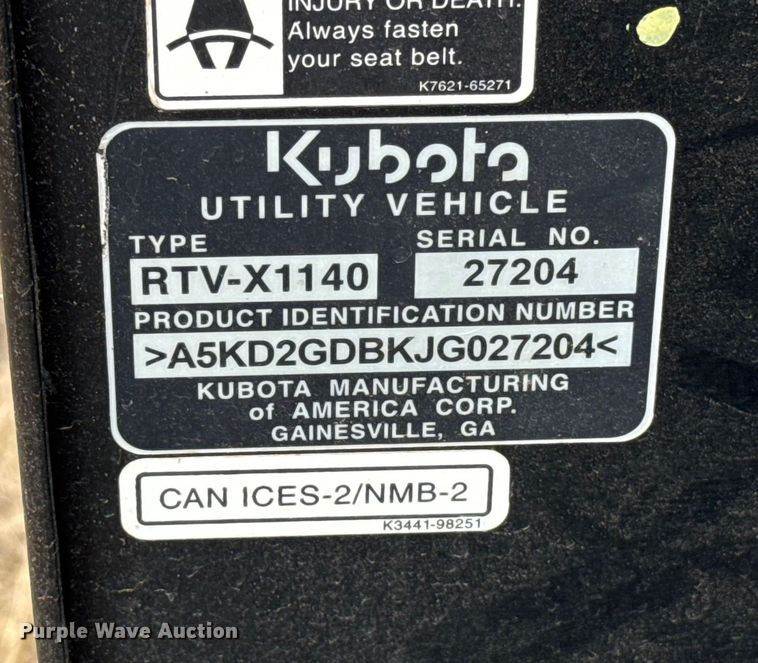 INJURY OR DEATH.
Always fasten
your seat belt.
K7621-65271
Kubota
UTILITY VEHICLE
TYPE SERIAL NO.
RTV-X1140 27204
PRODUCT IDENTIFICATION NUMBER
>A5KD2GDBKJG027204<
KUBOTA MANUFACTURING
of AMERICA CORP.
GAINESVILLE, GA
CAN ICES-2/NMB-2
K3441-98251
Purple Wave Auction